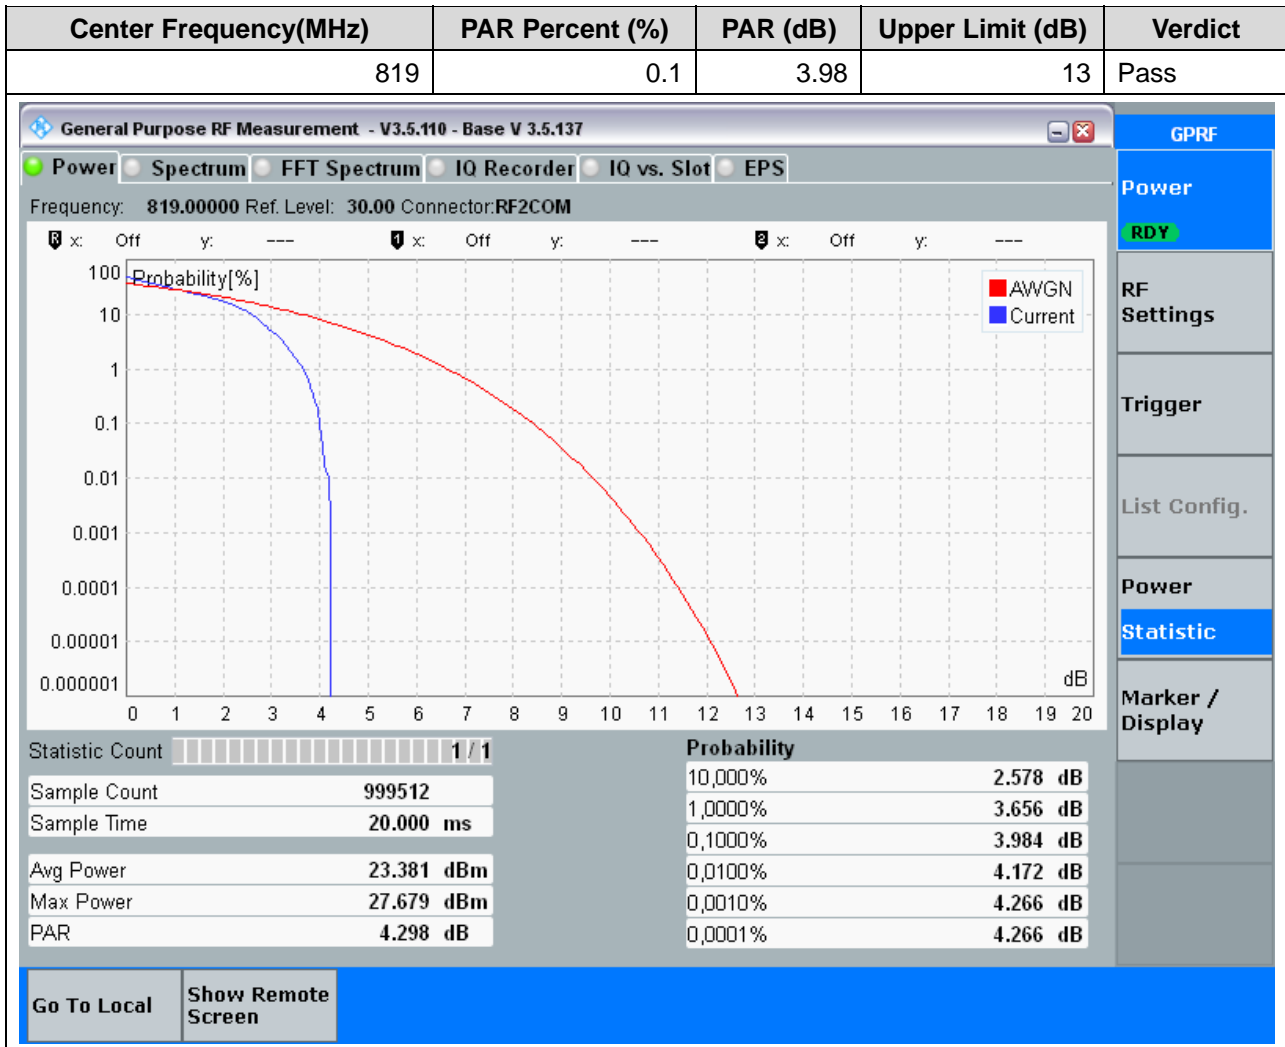 Center Frequency(MHz) PAR Percent (%) PAR (dB) Upper Limit (dB) Verdict
819 0.1 3.98 13 Pass
General Purpose RF Measurement - V3.5.110 - Base V 3.5.137
GPRF
Power Spectrum FFT Spectrum IQ Recorder IQ vs. Slot EPS
Power
RDY
Frequency: 819.00000 Ref. Level: 30.00 Connector:RF2COM
R x: Off y: --- 1 x: Off y: --- 2 x: Off y: ---
Probability[%]
AWGN
Current
100
10
1
0.1
0.01
0.001
0.0001
0.00001
0.000001
dB
0 1 2 3 4 5 6 7 8 9 10 11 12 13 14 15 16 17 18 19 20
RF
Settings
Trigger
List Config.
Power
Statistic
Marker /
Display
Statistic Count 1 / 1
Sample Count 999512
Sample Time 20.000 ms
Avg Power 23.381 dBm
Max Power 27.679 dBm
PAR 4.298 dB
Probability
10,000% 2.578 dB
1,0000% 3.656 dB
0,1000% 3.984 dB
0,0100% 4.172 dB
0,0010% 4.266 dB
0,0001% 4.266 dB
Go To Local
Show Remote
Screen